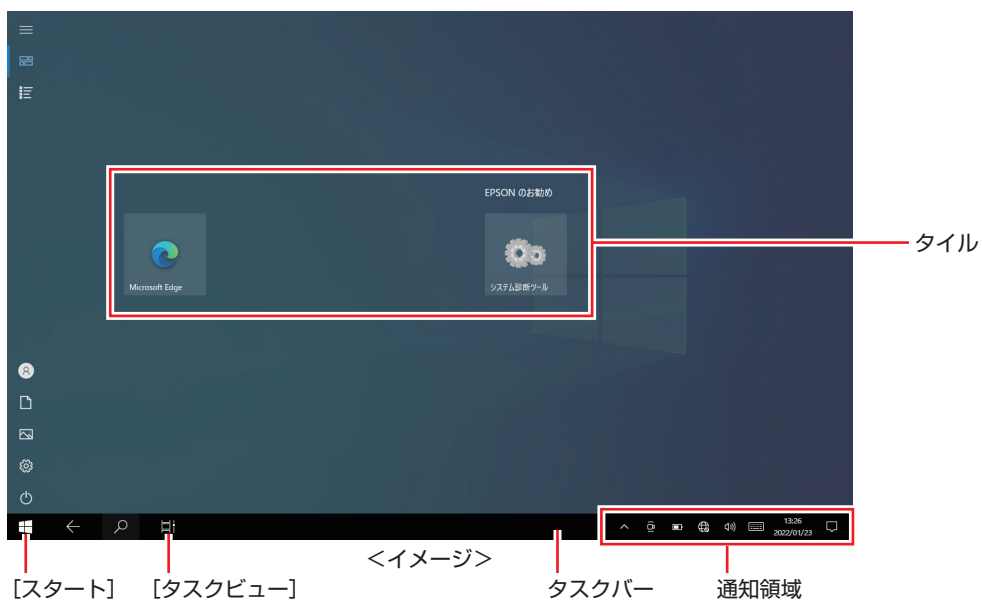 EPSON のお勧め
タイル
Microsoft Edge
システム診断ツール
13:26
2022/01/23
＜イメージ＞
[スタート]
[タスクビュー]
タスクバー
通知領域